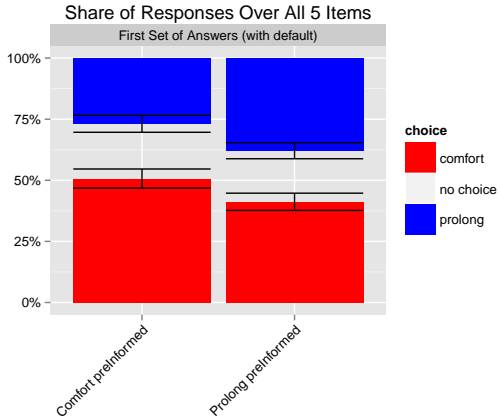 Share of Responses Over All 5 Items
First Set of Answers (with default)
100%
75%
50%
25%
0%
choice
comfort
no choice
prolong
Comfort preInformed
Prolong preInformed